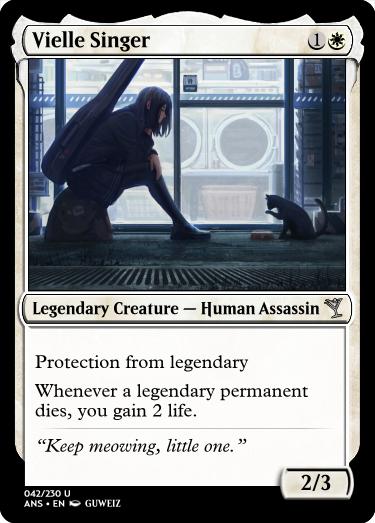 Vielle Singer 1
Legendary Creature — Human Assassin
Protection from legendary
Whenever a legendary permanent
dies, you gain 2 life.
“Keep meowing, little one.”
2/3
042/230 U
ANS • EN GUWEIZ